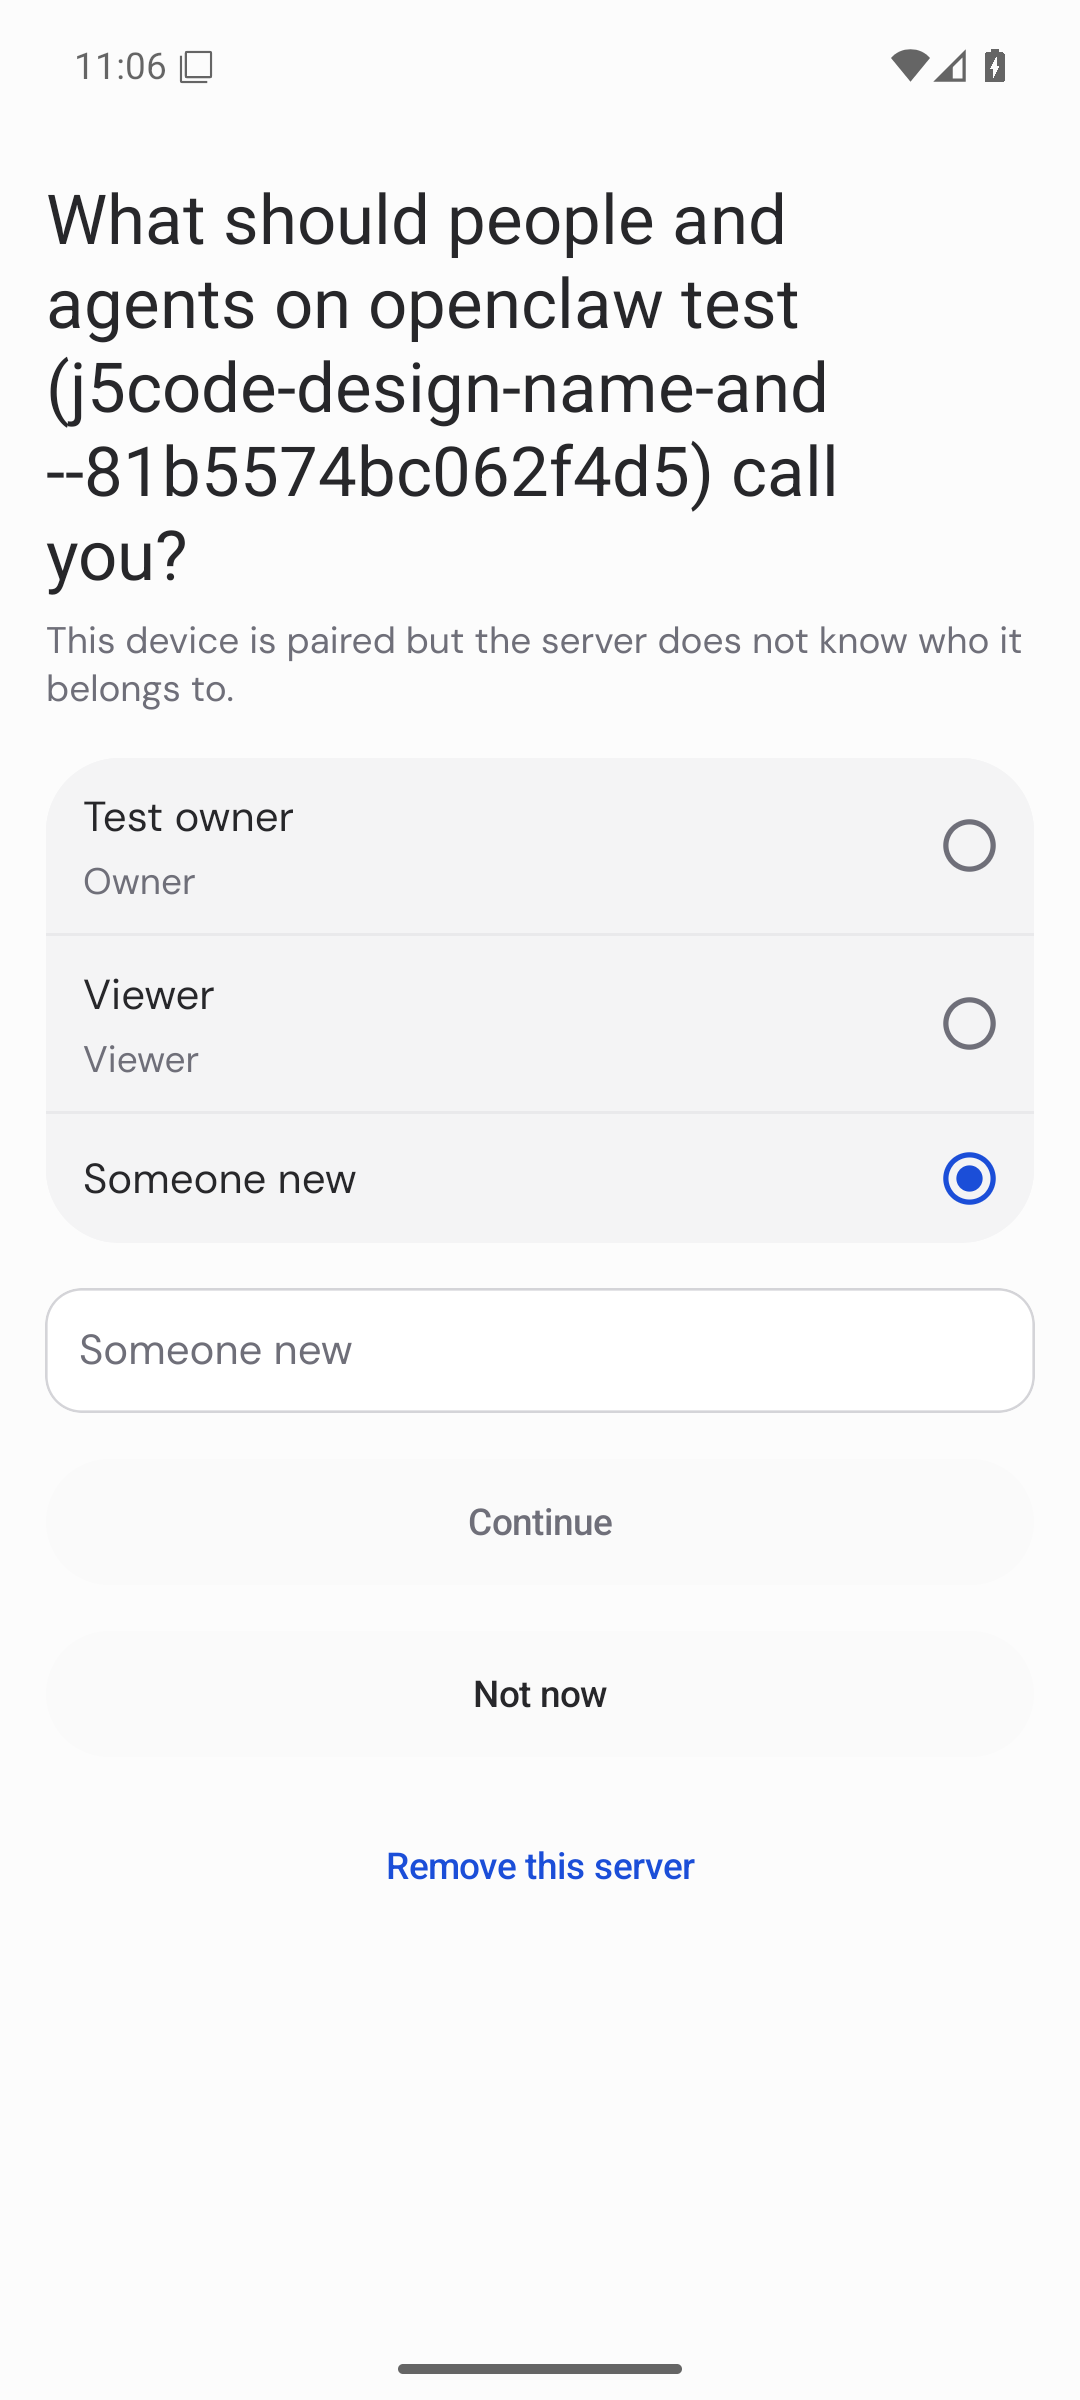 11:06
What should people and
agents on openclaw test
(j5code-design-name-and
--81b5574bc062f4d5) call
you?
This device is paired but the server does not know who it
belongs to.
Test owner
Owner
Viewer
Viewer
Someone new
Someone new
Continue
Not now
Remove this server